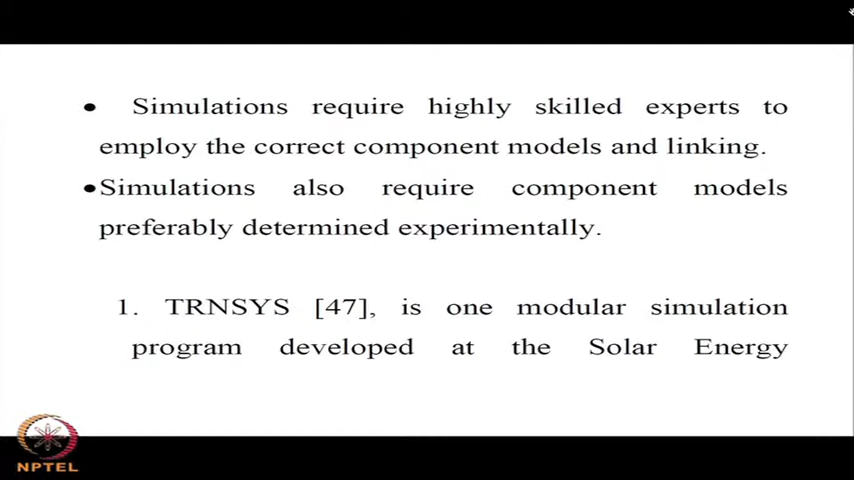 • Simulations require highly skilled experts to
employ the correct component models and linking.
•Simulations also require component models
preferably determined experimentally.
1. TRNSYS [47], is one modular simulation
program developed at the Solar Energy
NPTEL